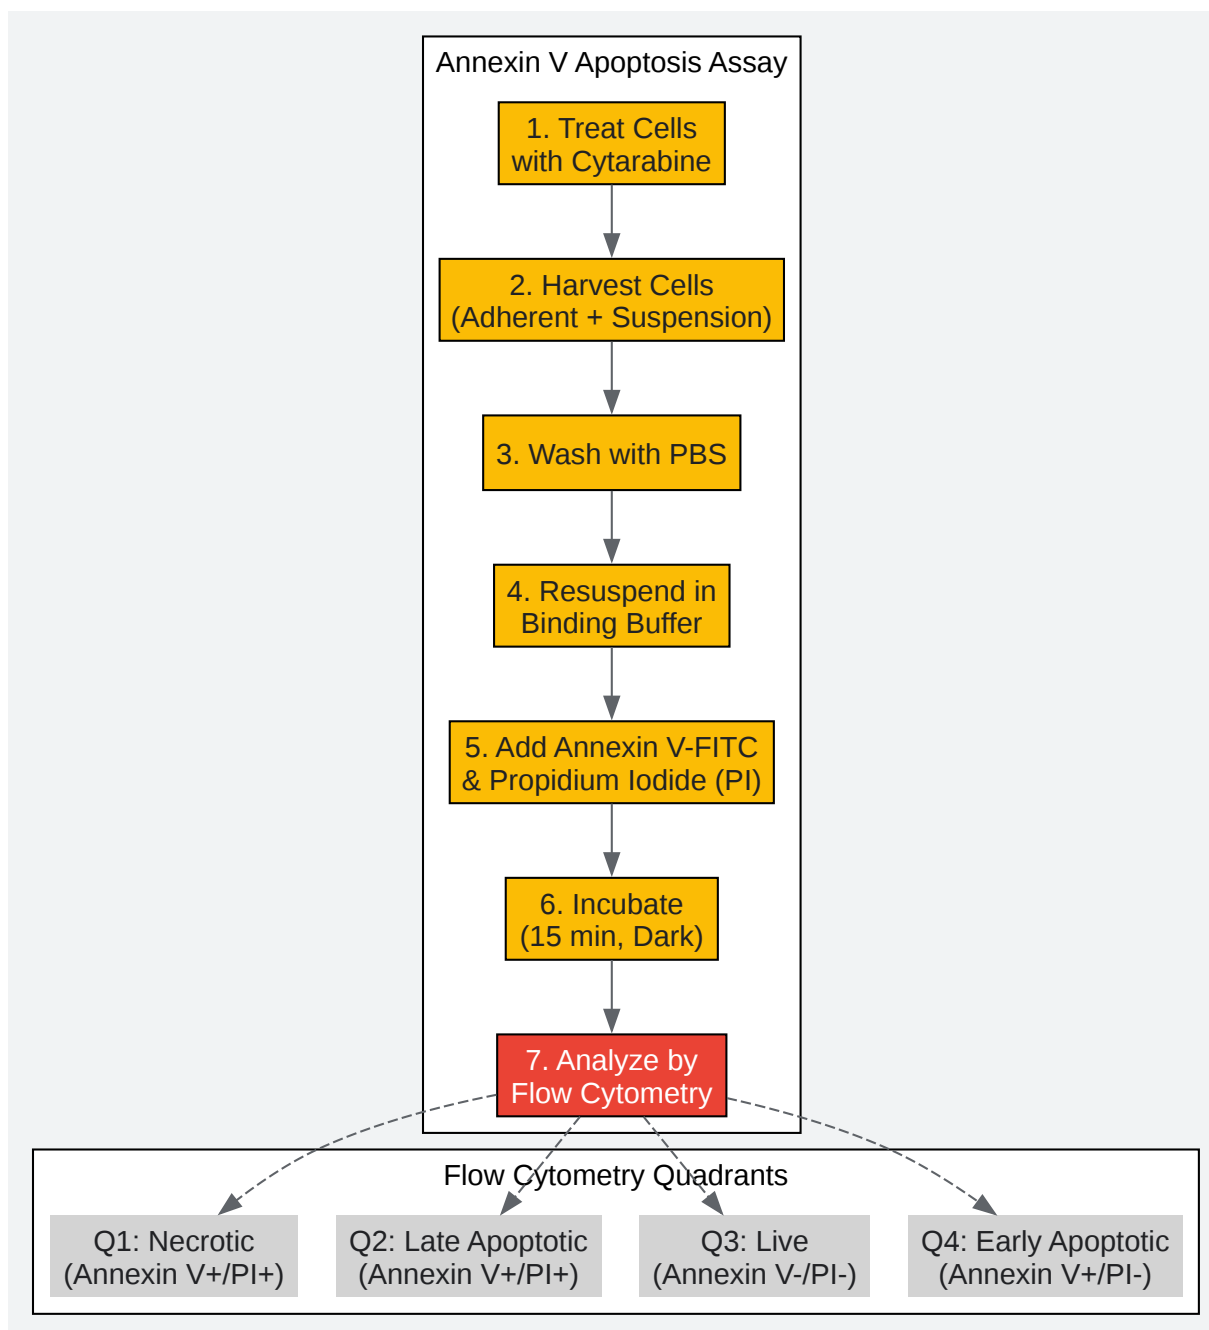 Annexin V Apoptosis Assay
1. Treat Cells
with Cytarabine
2. Harvest Cells
(Adherent + Suspension)
3. Wash with PBS
4. Resuspend in
Binding Buffer
5. Add Annexin V-FITC
& Propidium Iodide (PI)
6. Incubate
(15 min, Dark)
7. Analyze by
Flow Cytometry
Flow Cytometry Quadrants
Q1: Necrotic
(Annexin V+/PI+)
Q2: Late Apoptotic
(Annexin V+/PI+)
Q3: Live
(Annexin V-/PI-)
Q4: Early Apoptotic
(Annexin V+/PI-)